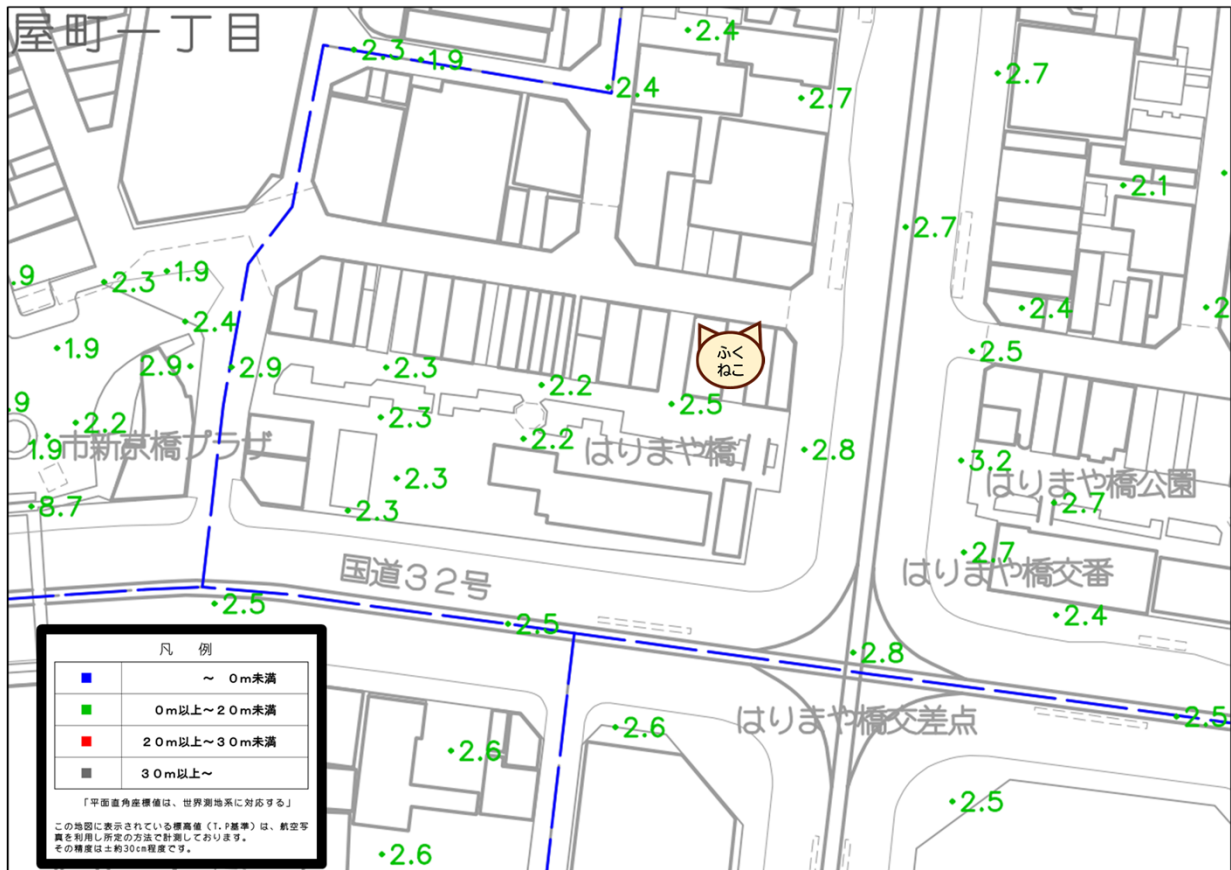 屋町一丁目
2.3
1.9
2.4
2.4
2.7
2.7
2.1
2.7
.9
2.3
1.9
2.4
2.4
2
1.9
2.9
2.9
2.3
2.2
ふく
ねこ
2.5
2.5
.9
2.2
1.9
市新京橋プラザ
2.3
2.2
はりまや橋
2.8
3.2
はりまや橋公園
2.7
8.7
2.3
2.3
国道32号
2.7
はりまや橋交番
2.4
2.5
2.5
2.8
はりまや橋交差点
2.5
2.6
2.6
2.5
2.6
凡 例
～ 0m未満
0m以上～20m未満
20m以上～30m未満
30m以上～
「平面直角座標値は、世界測地系に対応する」
この地図に表示されている標高値(T.P基準)は、航空写
真を利用し所定の方法で計測しております。
その精度は±約30cm程度です。